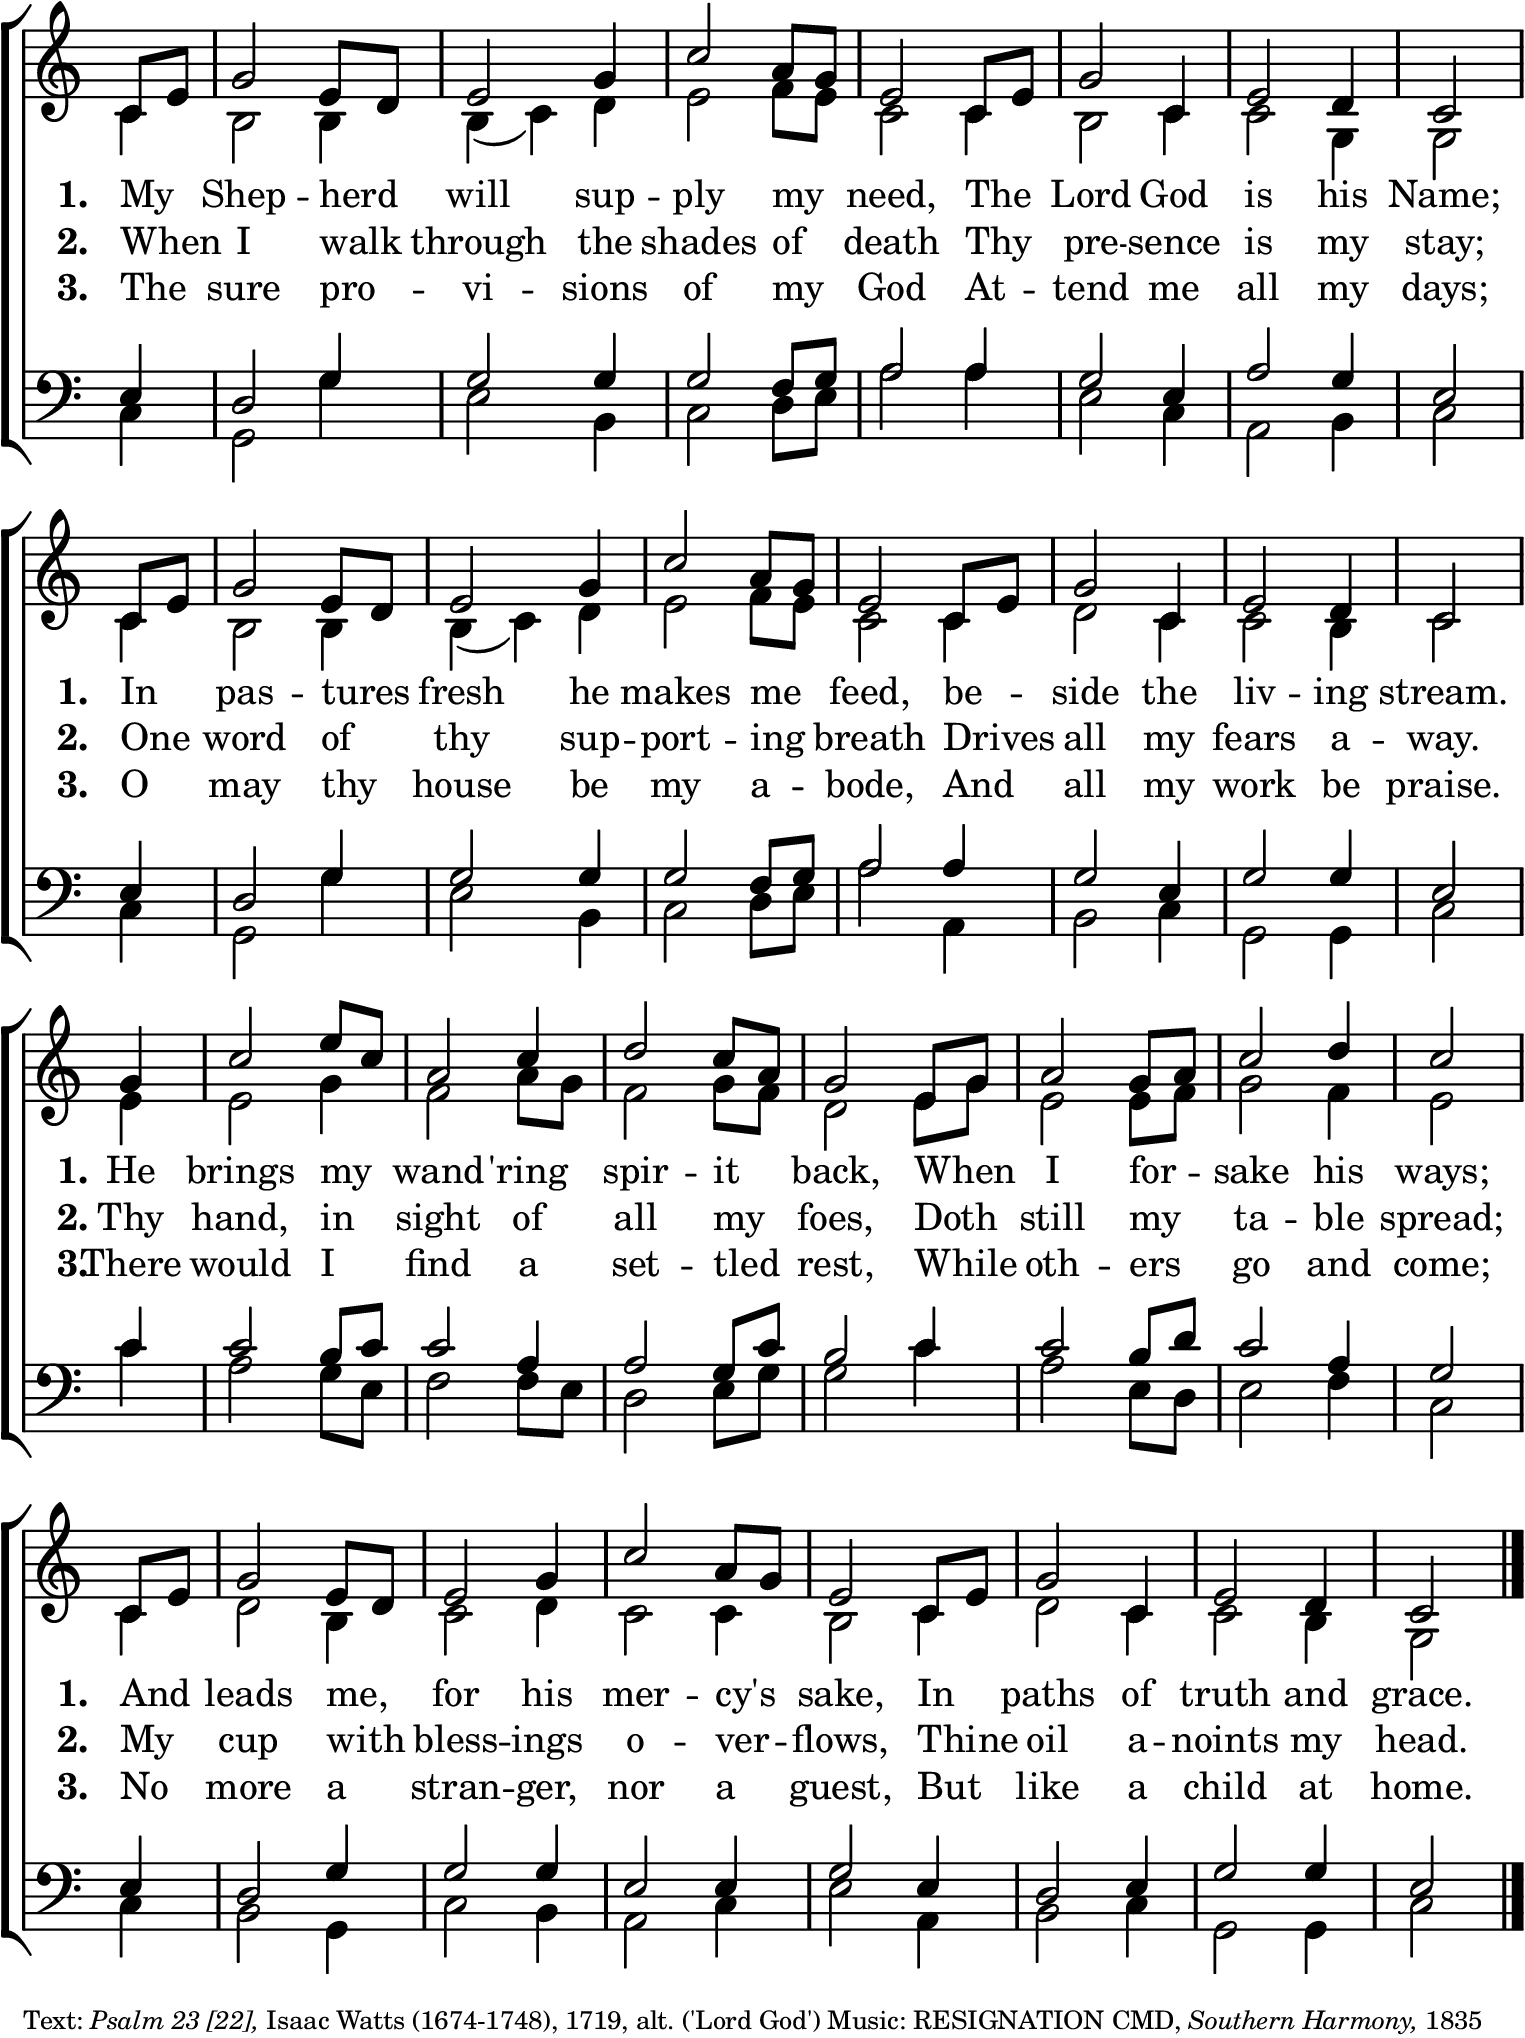 1. My Shep - herd will sup - ply my need, The Lord God is his Name;
2. When I walk through the shades of death Thy pre - sence is my stay;
3. The sure pro - vi - sions of my God At - tend me all my days;
1. In pas - tures fresh he makes me feed, be - side the liv - ing stream.
2. One word of thy sup - port - ing breath Drives all my fears a - way.
3. O may thy house be my a - bode, And all my work be praise.
1. He brings my wand - 'ring spir - it back, When I for - sake his ways;
2. Thy hand, in sight of all my foes, Doth still my ta - ble spread;
3. There would I find a set - tled rest, While oth - ers go and come;
1. And leads me, for his mer - cy's sake, In paths of truth and grace.
2. My cup with bless - ings o - ver - flows, Thine oil a - noints my head.
3. No more a stran - ger, nor a guest, But like a child at home.
Text: Psalm 23 [22], Isaac Watts (1674-1748), 1719, alt. ('Lord God') Music: RESIGNATION CMD, Southern Harmony, 1835